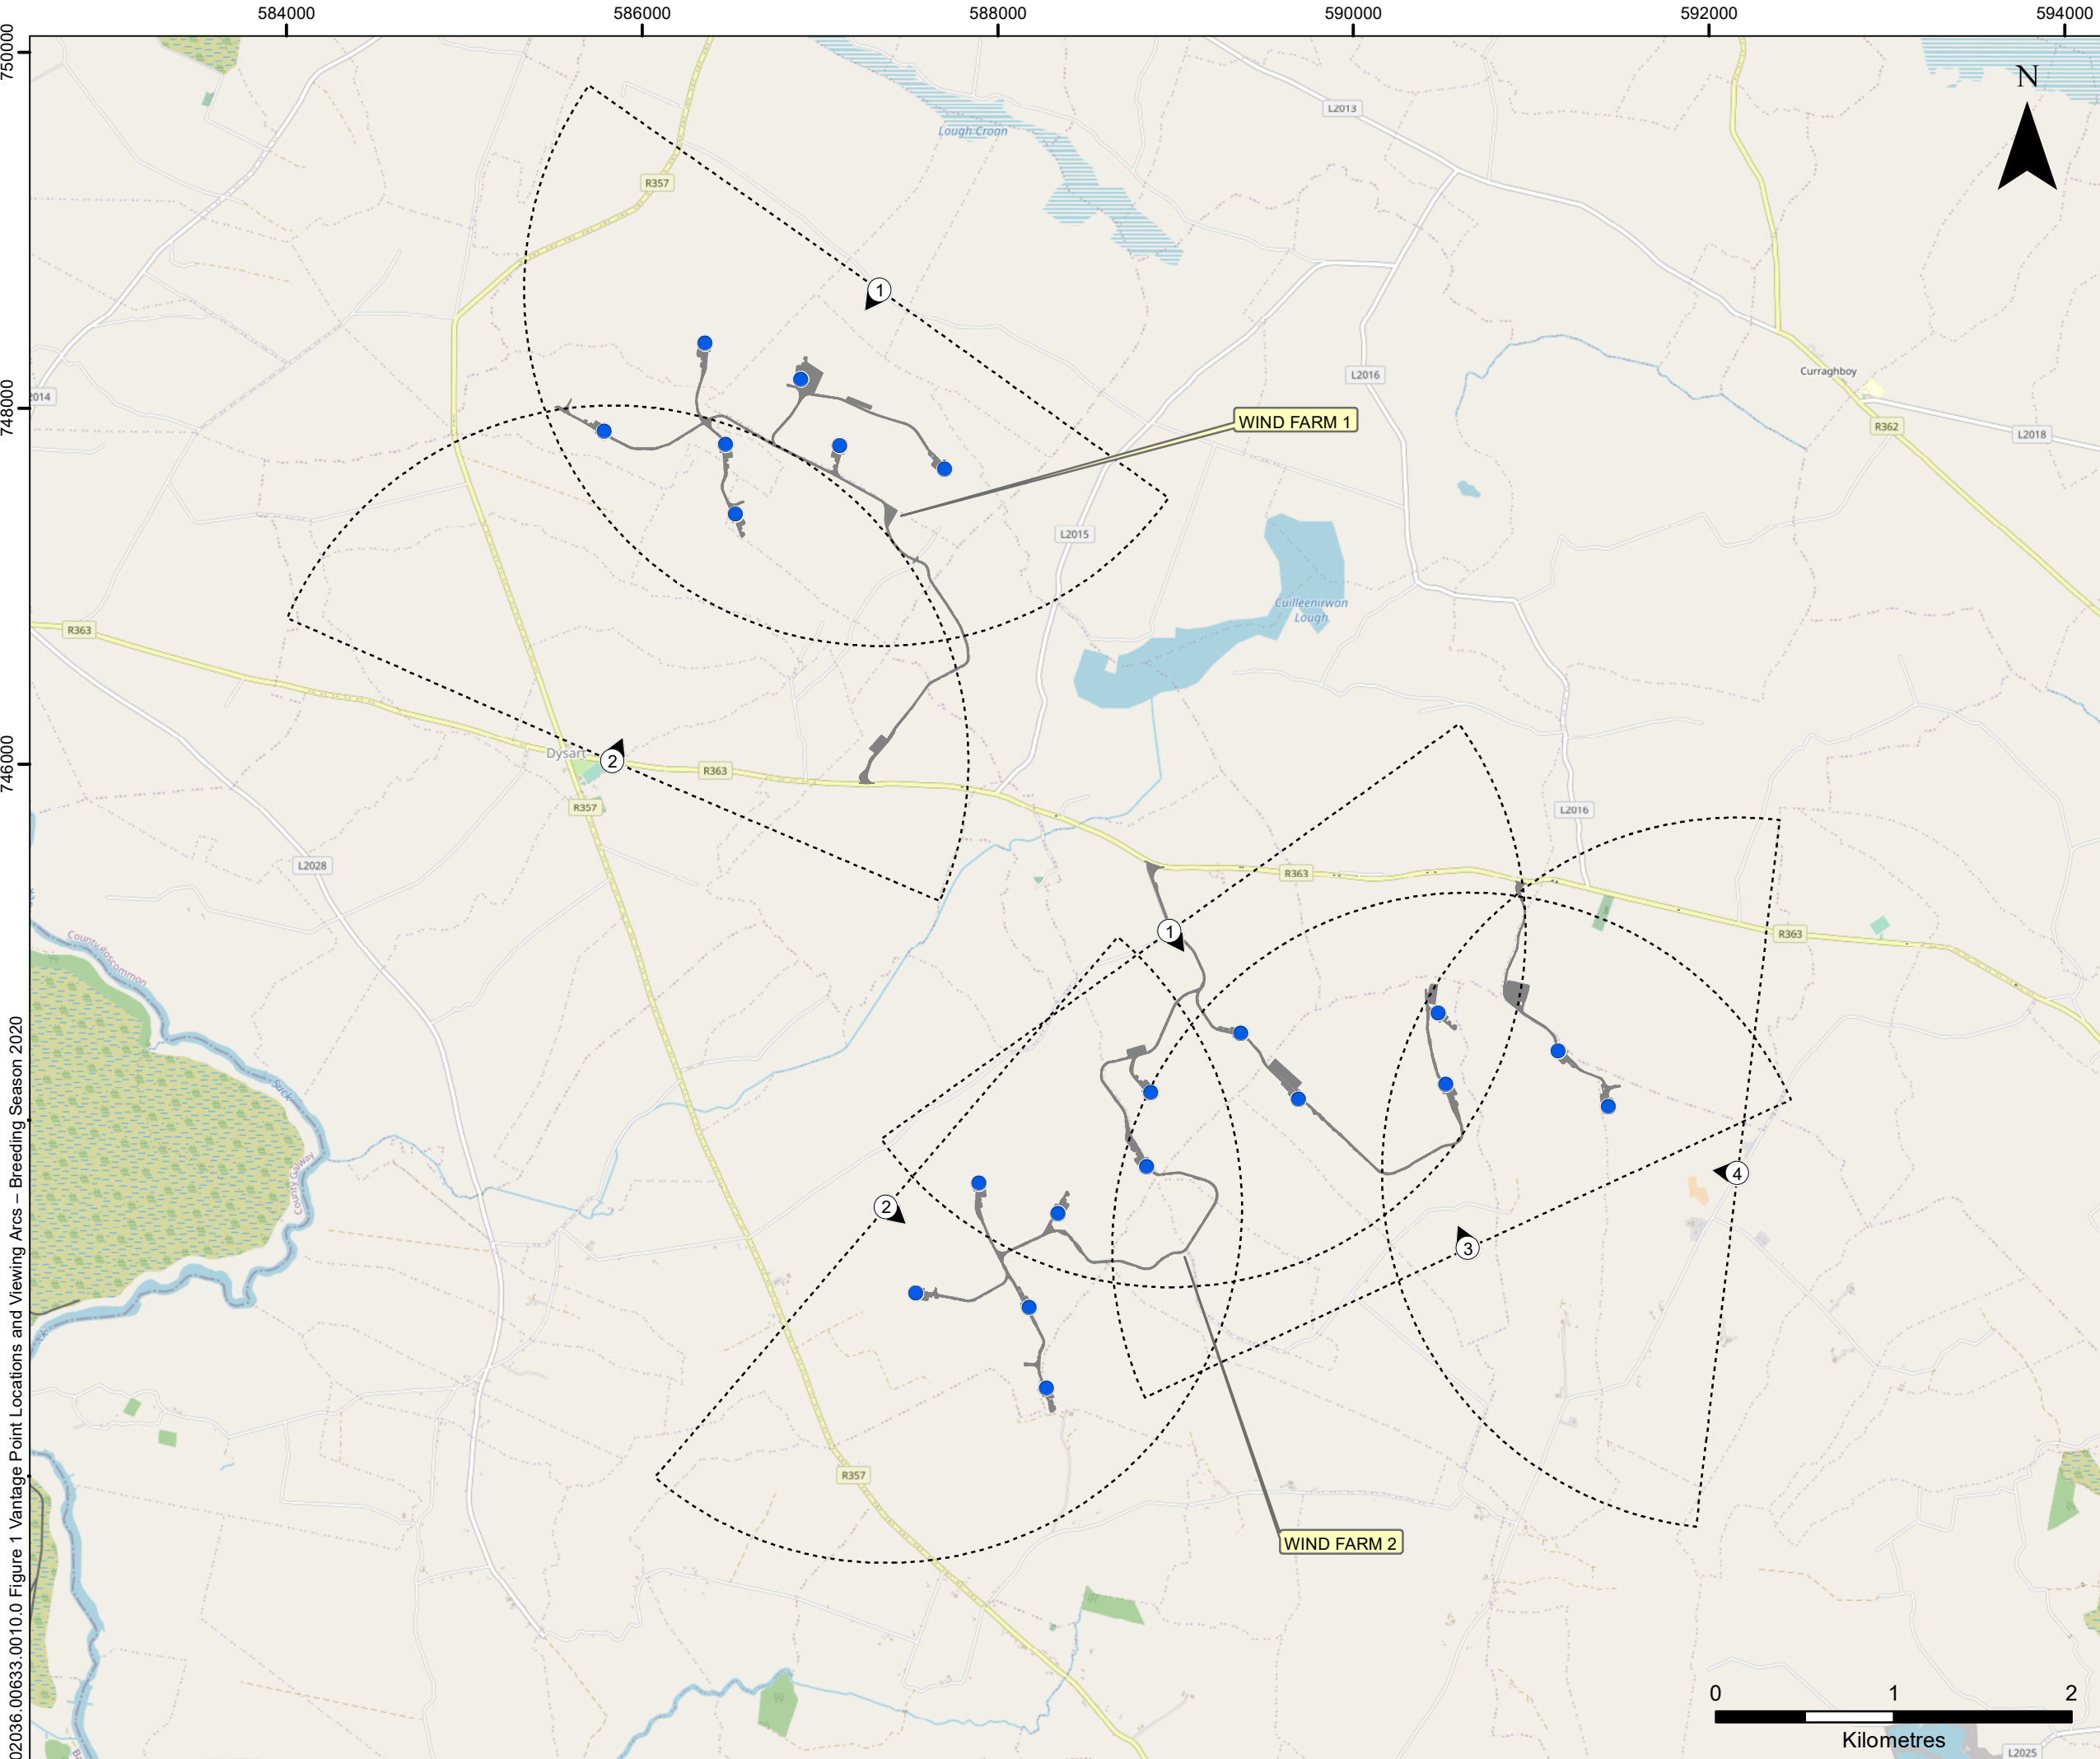 584000
586000
588000
590000
592000
594000
750000
748000
746000
N
L2013
Lough Croan
R357
1
2014
L2016
Curraghboy
R362
L2018
WIND FARM 1
L2015
Cuilleenirwan
Lough
R363
Dysart
2
R363
R357
L2016
L2028
R363
R363
1
County Roscommon
Suck
County Galway
2
4
3
R357
WIND FARM 2
0
1
2
Kilometres
L2025
02036.00633.0010.0 Figure 1 Vantage Point Locations and Viewing Arcs – Breeding Season 2020